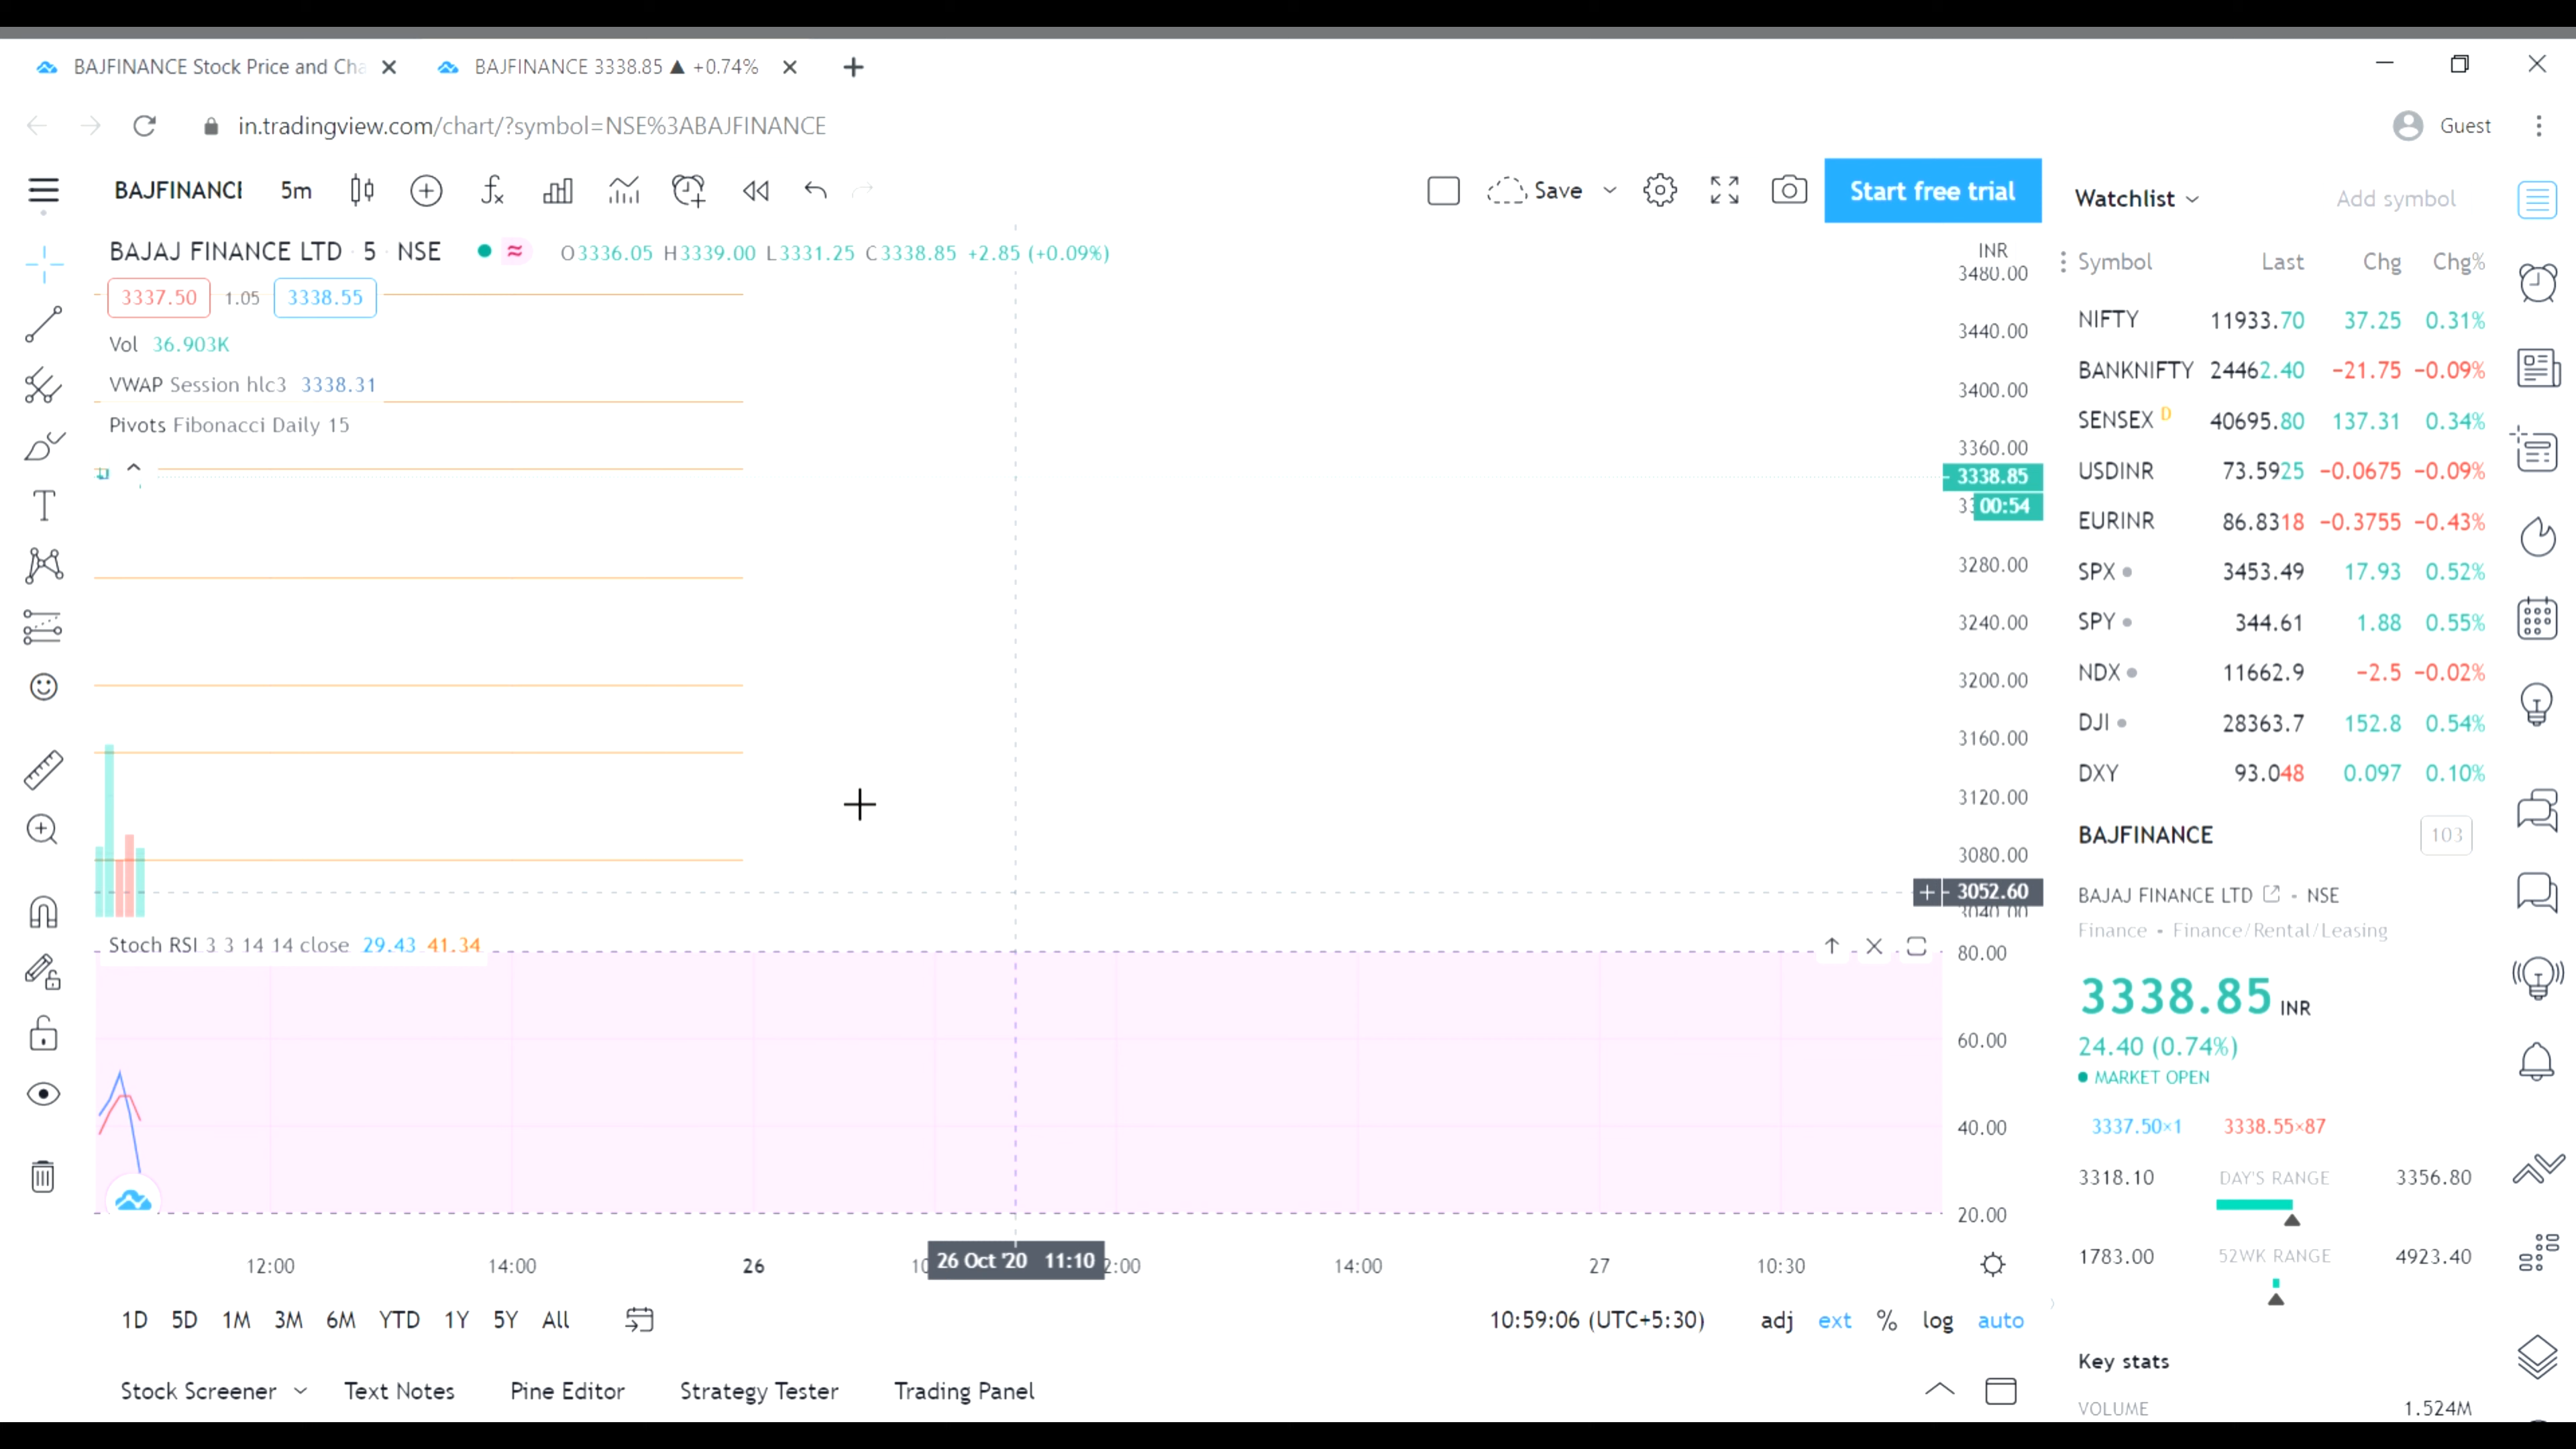 BAJFINANCE Stock Price and Cha
BAJFINANCE 3338.85 ▲ +0.74%
in.tradingview.com/chart/?symbol=NSE%3ABAJFINANCE
Guest
BAJFINANCE 5m
Save
Start free trial
Watchlist
Add symbol
BAJAJ FINANCE LTD · 5 · NSE
O3336.05 H3339.00 L3331.25 C3338.85 +2.85 (+0.09%)
3337.50 1.05 3338.55
Vol 36.903K
VWAP Session hlc3 3338.31
Pivots Fibonacci Daily 15
INR
3480.00
3440.00
3400.00
3360.00
3338.85
00:54
3280.00
3240.00
3200.00
3160.00
3120.00
3080.00
3052.60
3040.00
Stoch RSI 3 3 14 14 close 29.43 41.34
80.00
60.00
40.00
20.00
12:00 14:00 26 26 Oct '20 11:10 2:00 14:00 27 10:30
1D 5D 1M 3M 6M YTD 1Y 5Y All
10:59:06 (UTC+5:30) adj ext % log auto
Stock Screener Text Notes Pine Editor Strategy Tester Trading Panel
Symbol Last Chg Chg%
NIFTY 11933.70 37.25 0.31%
BANKNIFTY 24462.40 −21.75 −0.09%
SENSEX D 40695.80 137.31 0.34%
USDINR 73.5925 −0.0675 −0.09%
EURINR 86.8318 −0.3755 −0.43%
SPX 3453.49 17.93 0.52%
SPY 344.61 1.88 0.55%
NDX 11662.9 −2.5 −0.02%
DJI 28363.7 152.8 0.54%
DXY 93.048 0.097 0.10%
BAJFINANCE 103
BAJAJ FINANCE LTD - NSE
Finance • Finance/Rental/Leasing
3338.85 INR
24.40 (0.74%)
MARKET OPEN
3337.50×1 3338.55×87
3318.10 DAY'S RANGE 3356.80
1783.00 52WK RANGE 4923.40
Key stats
VOLUME 1.524M